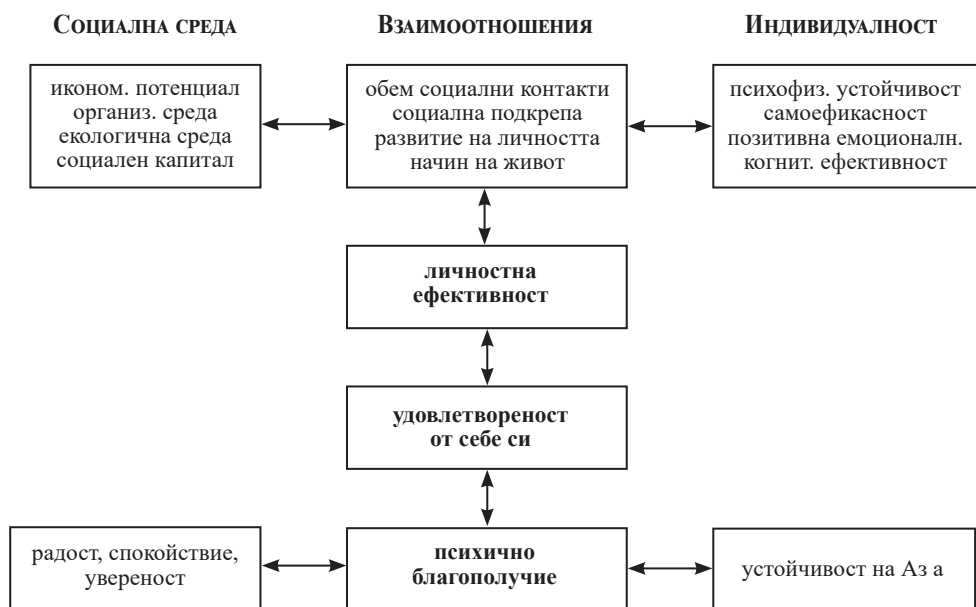 Социална среда
иконом. потенциал
организ. среда
екологична среда
социален капитал
Взаимоотношения
обем социални контакти
социална подкрепа
развитие на личността
начин на живот
Индивидуалност
психофиз. устойчивост
самоефикасност
позитивна емоционалн.
когнит. ефективност
личностна
ефективност
удовлетвореност
от себе си
радост, спокойствие,
увереност
психично
благополучие
устойчивост на Аз а